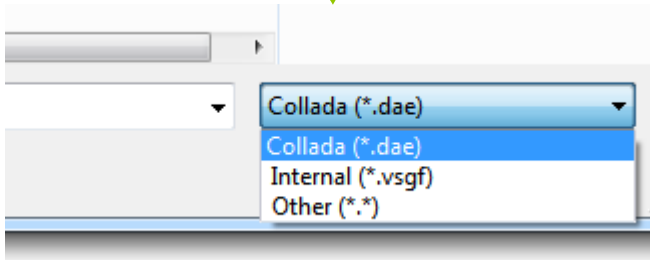 Collada (*.dae)
Collada (*.dae)
Internal (*.vsgf)
Other (*.*)